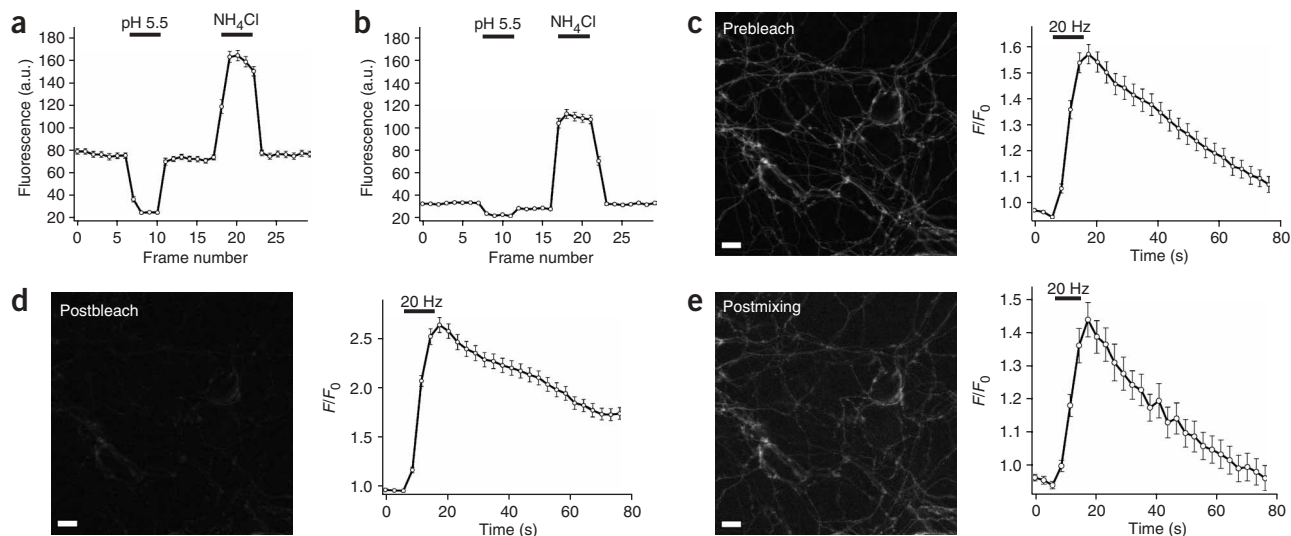 a
pH 5.5
NH4Cl
Fluorescence (a.u.)
180
160
140
120
100
80
60
40
20
0
5
10
15
20
25
Frame number
b
pH 5.5
NH4Cl
Fluorescence (a.u.)
180
160
140
120
100
80
60
40
20
0
5
10
15
20
25
Frame number
c
Prebleach
20 Hz
F/F0
1.6
1.5
1.4
1.3
1.2
1.1
1.0
0
20
40
60
80
Time (s)
d
Postbleach
20 Hz
F/F0
2.5
2.0
1.5
1.0
0
20
40
60
80
Time (s)
e
Postmixing
20 Hz
F/F0
1.5
1.4
1.3
1.2
1.1
1.0
0
20
40
60
80
Time (s)